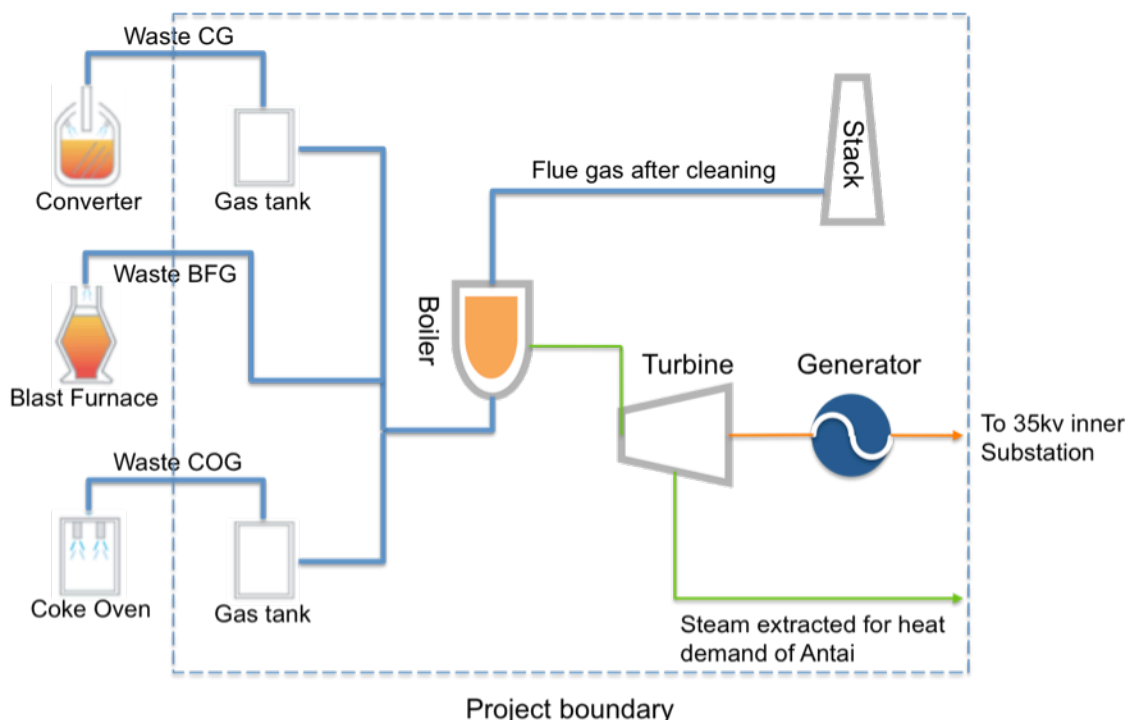 Waste CG
Converter
Gas tank
Flue gas after cleaning
Stack
Waste BFG
Blast Furnace
Boiler
Turbine
Generator
To 35kv inner
Substation
Waste COG
Coke Oven
Gas tank
Steam extracted for heat
demand of Antai
Project boundary